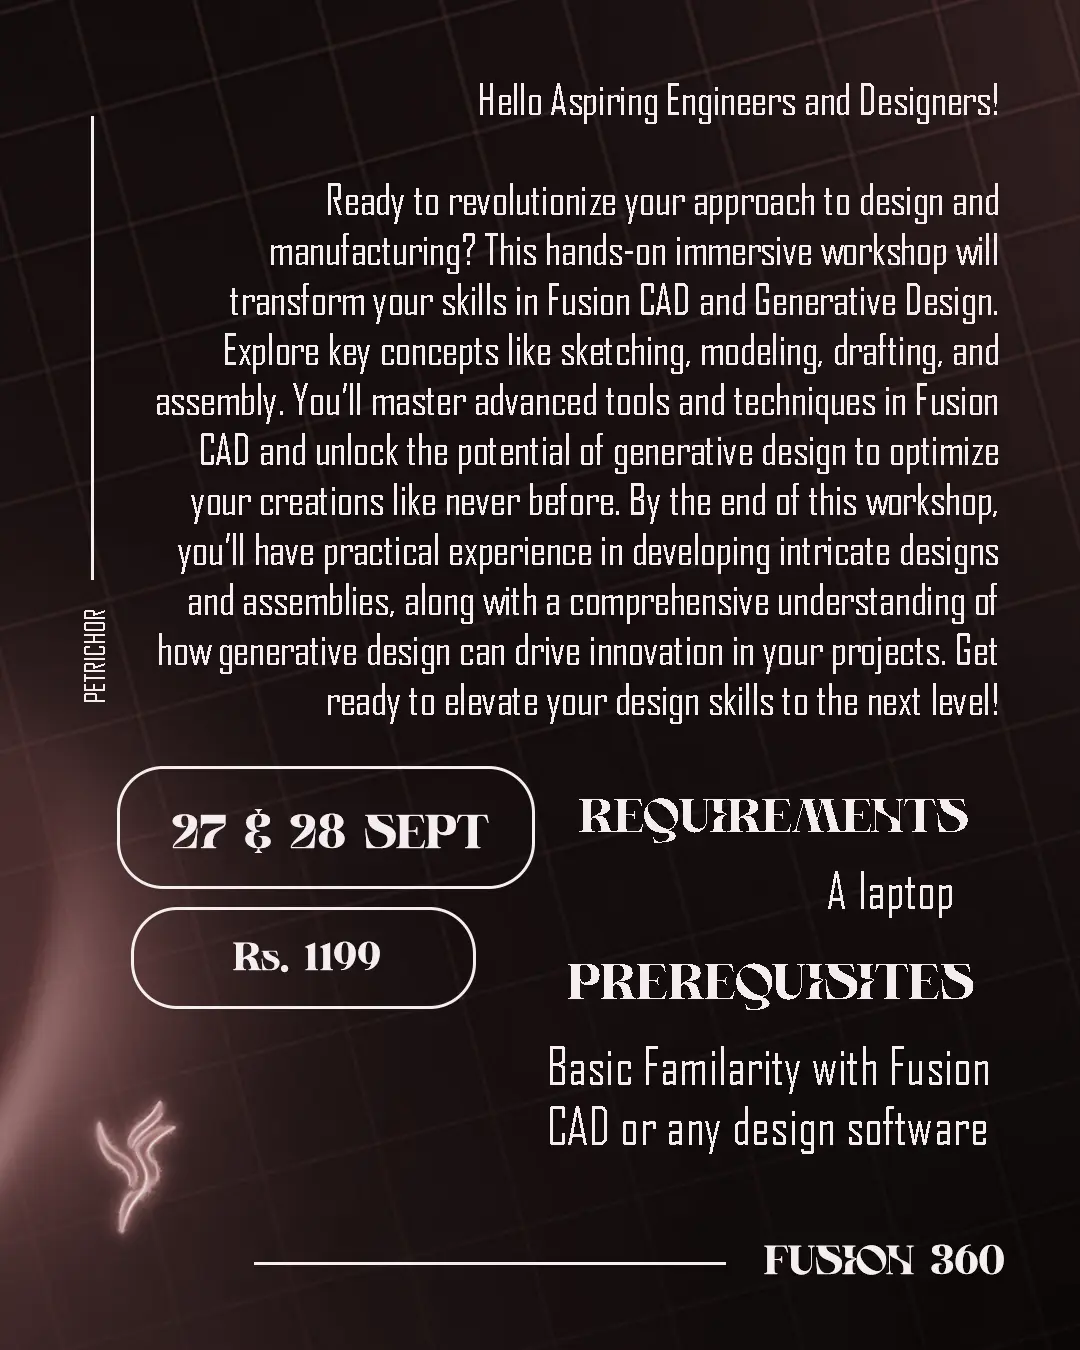 Hello Aspiring Engineers and Designers!
Ready to revolutionize your approach to design and
manufacturing? This hands-on immersive workshop will
transform your skills in Fusion CAD and Generative Design.
Explore key concepts like sketching, modeling, drafting, and
assembly. You’ll master advanced tools and techniques in Fusion
CAD and unlock the potential of generative design to optimize
your creations like never before. By the end of this workshop,
you’ll have practical experience in developing intricate designs
and assemblies, along with a comprehensive understanding of
how generative design can drive innovation in your projects. Get
ready to elevate your design skills to the next level!
PETRICHOR
27 & 28 SEPT
Rs. 1199
REQUIREMENTS
A laptop
PREREQUISITES
Basic Familarity with Fusion
CAD or any design software
FUSION 360